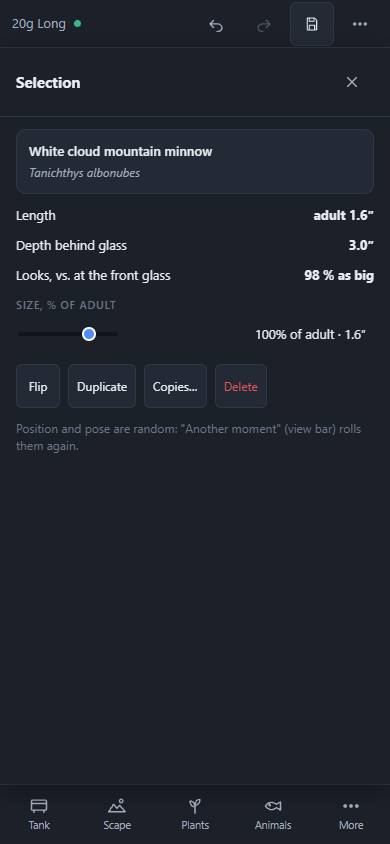 20g Long
Selection
White cloud mountain minnow
Tanichthys albonubes
Length adult 1.6″
Depth behind glass 3.0″
Looks, vs. at the front glass 98 % as big
SIZE, % OF ADULT
100% of adult · 1.6″
Flip Duplicate Copies... Delete
Position and pose are random: "Another moment" (view bar) rolls
them again.
Tank Scape Plants Animals More